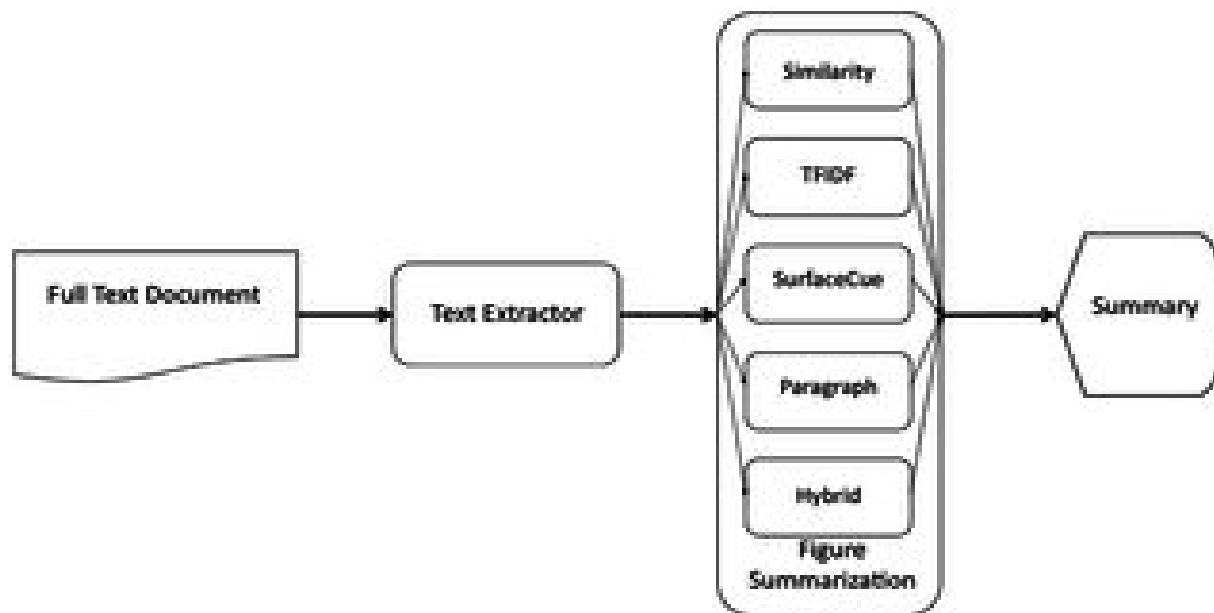 Full Text Document
Text Extractor
Similarity
TFIDF
SurfaceCue
Paragraph
Hybrid
Figure
Summarization
Summary